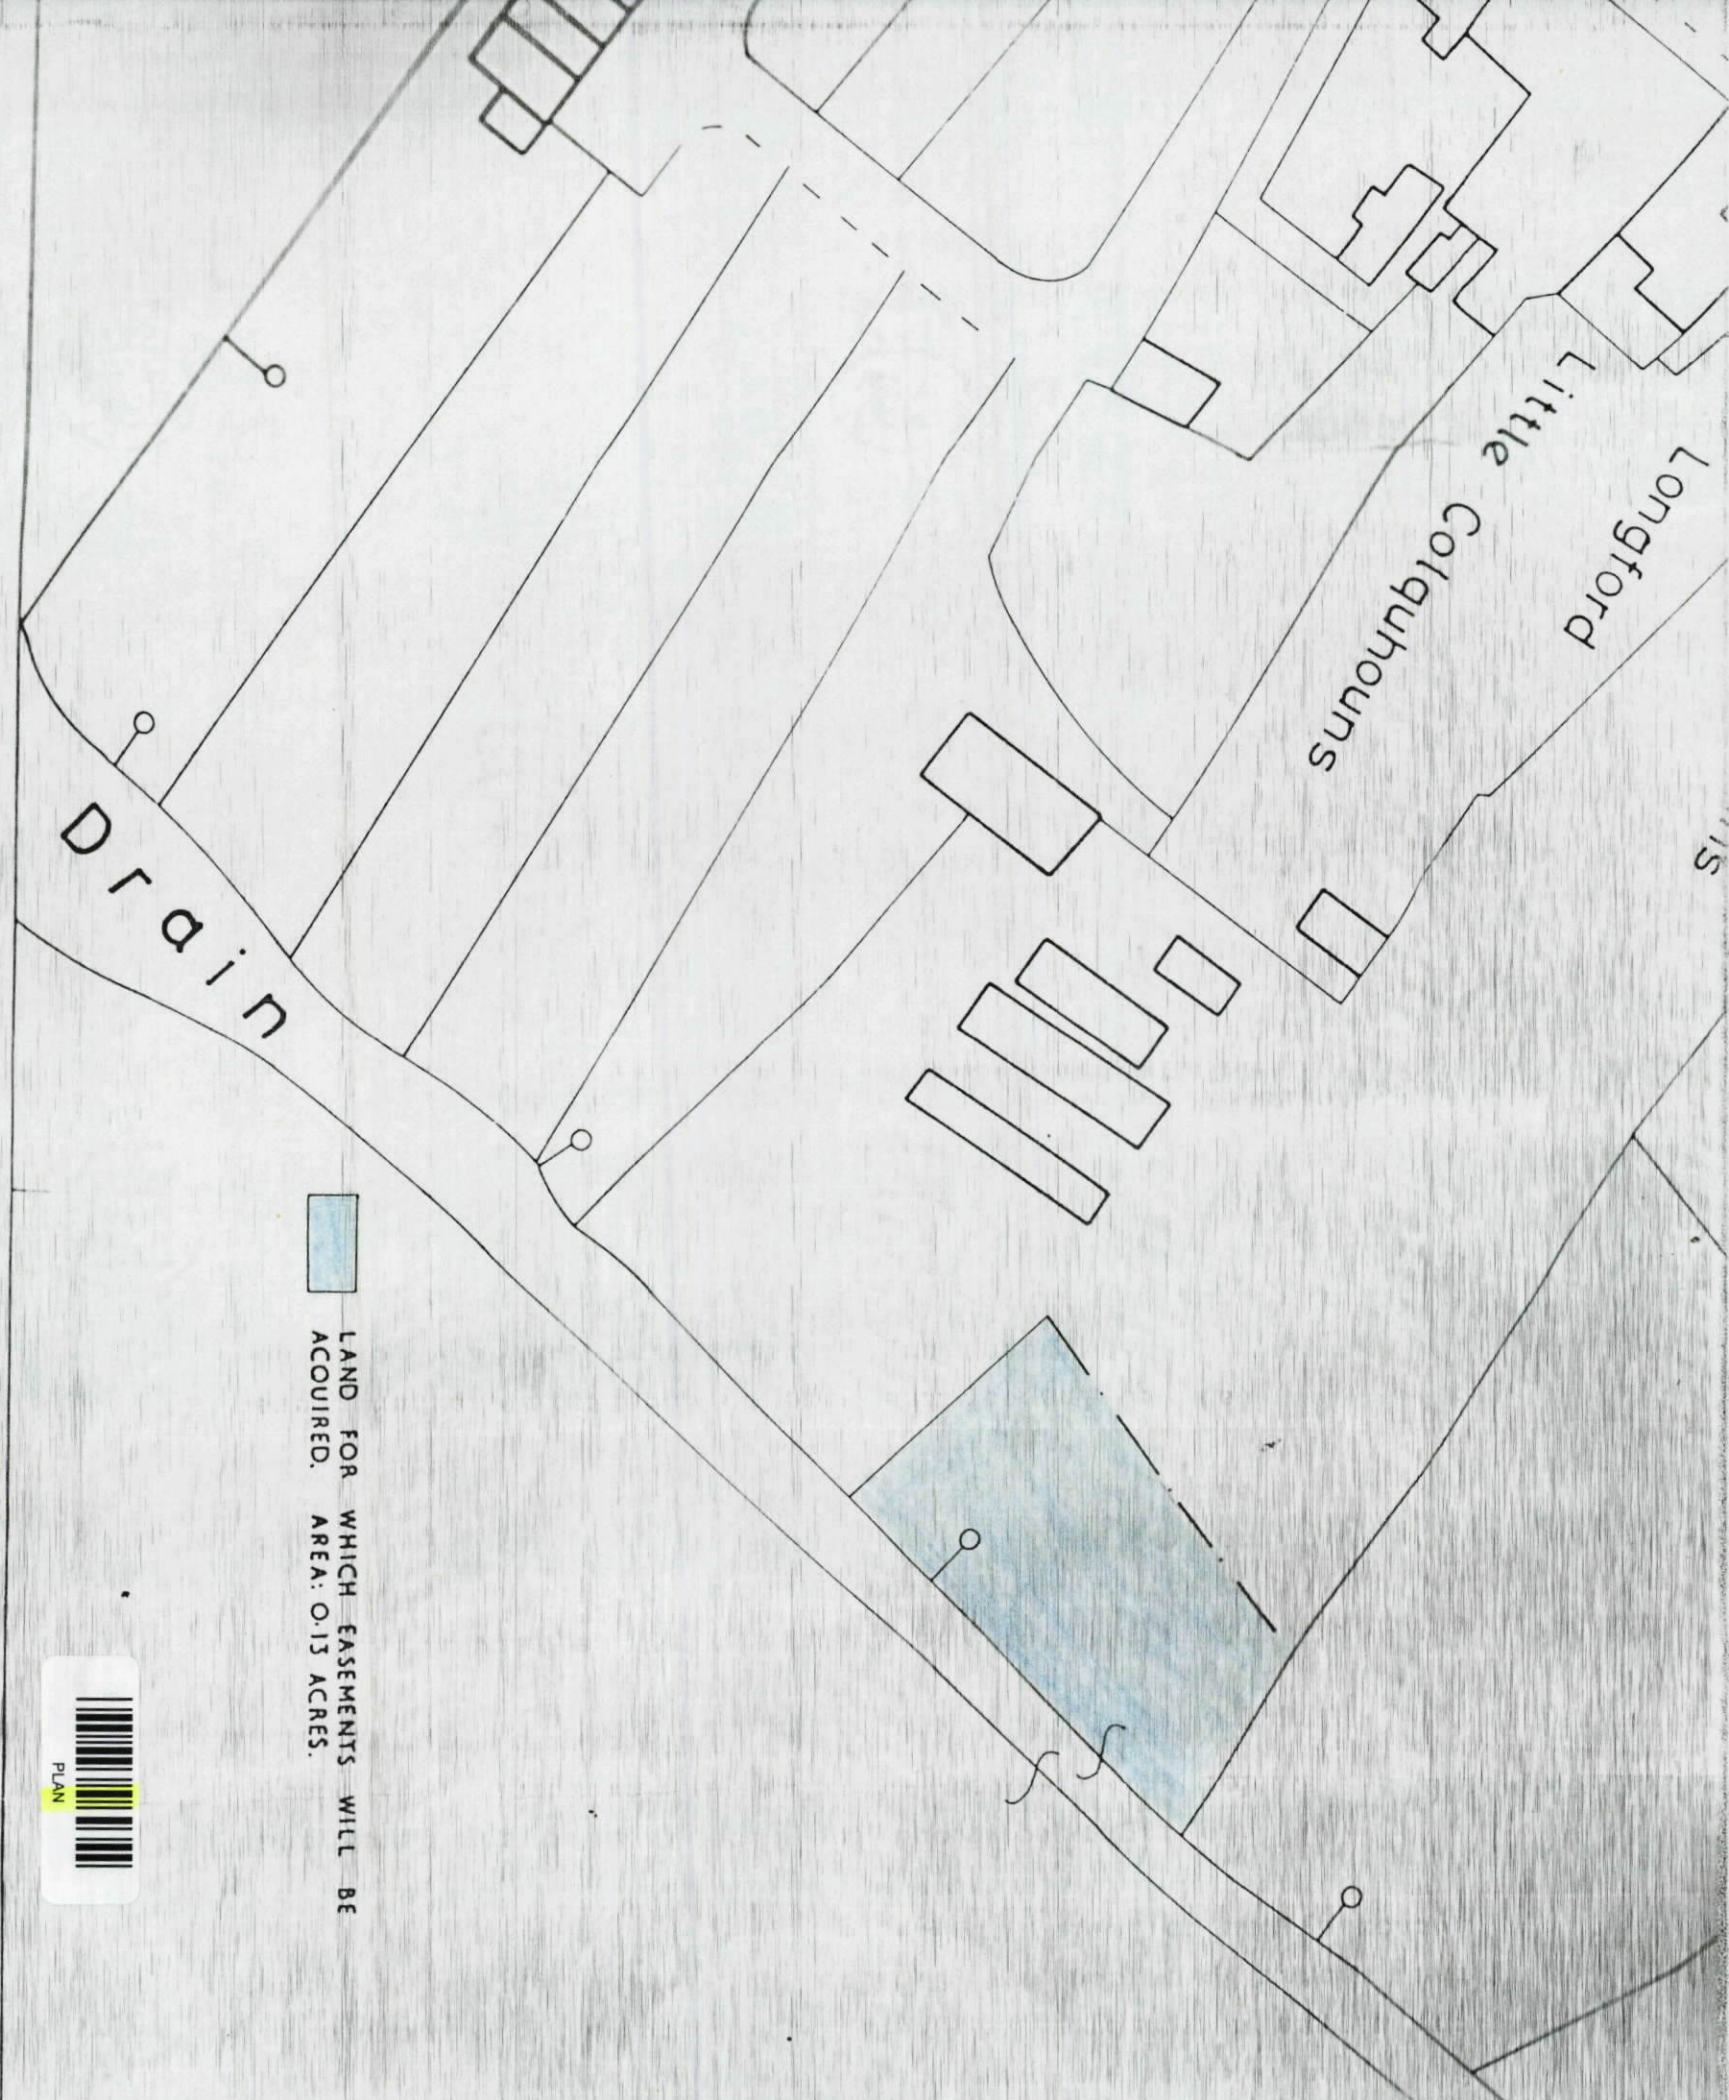 Longford
Little Colquhouns
Drain
LAND FOR WHICH EASEMENTS WILL BE
ACQUIRED. AREA: 0·13 ACRES.
PLAN